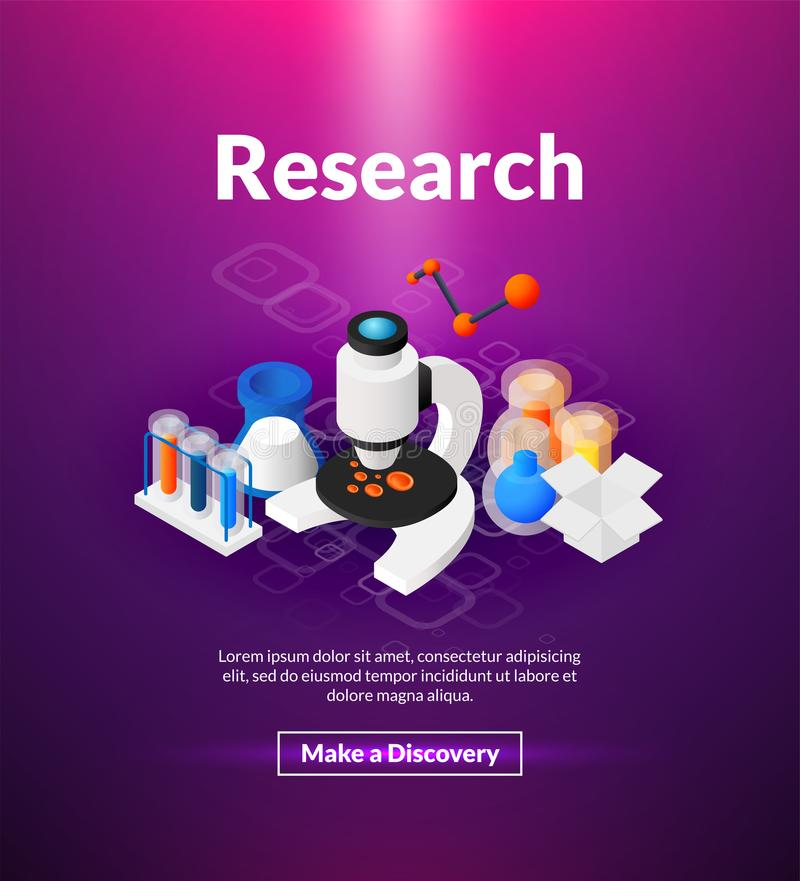 Research
Lorem ipsum dolor sit amet, consectetur adipisicing
elit, sed do eiusmod tempor incididunt ut labore et
dolore magna aliqua.
Make a Discovery